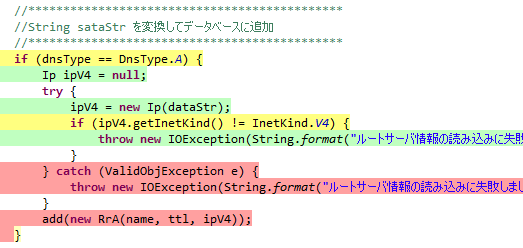 //*********************************************
//String sataStr を変換してデータベースに追加
//*********************************************
if (dnsType == DnsType.A) {
Ip ipV4 = null;
try {
ipV4 = new Ip(dataStr);
if (ipV4.getInetKind() != InetKind.V4) {
throw new IOException(String.format("ルートサーバ情報の読み込みに失敗
}
} catch (ValidObjException e) {
throw new IOException(String.format("ルートサーバ情報の読み込みに失敗しまし
}
add(new RrA(name, ttl, ipV4));
}